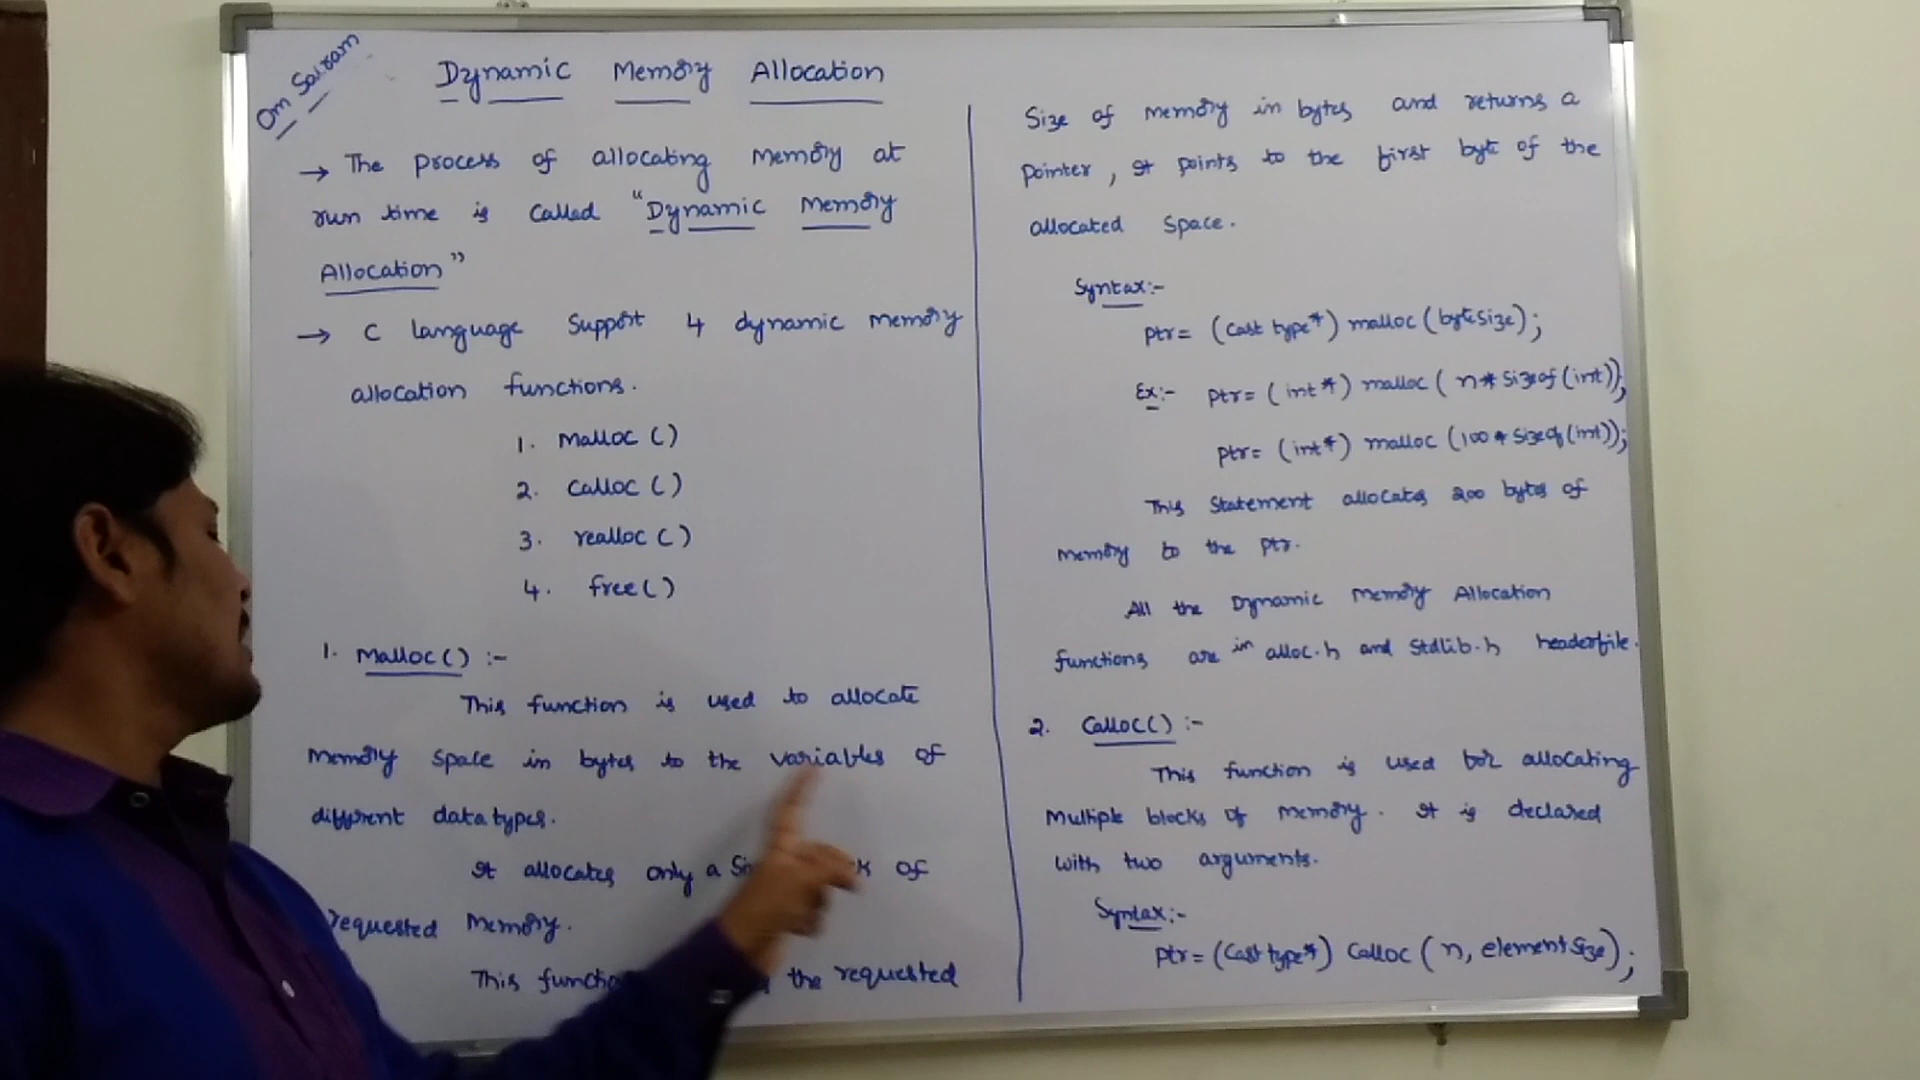 Om Sairam
Dynamic Memory Allocation
→ The process of allocating memory at
run time is called "Dynamic Memory
Allocation"
→ C language Support 4 dynamic memory
allocation functions.
1. Malloc ()
2. Calloc ()
3. realloc ()
4. free()
1. Malloc() :-
This function is used to allocate
memory space in bytes to the variables of
different data types.
It allocates only a of
requested memory.
This the requested
Size of memory in bytes and returns a
pointer, it points to the first byte of the
allocated space.
Syntax:-
ptr= (cast type*) malloc (byte size);
Ex:- ptr= (int *) malloc ( n* sizeof (int));
ptr= (int*) malloc (100 * sizeof (int));
This Statement allocates 200 bytes of
memory to the ptr.
All the Dynamic Memory Allocation
functions are in alloc.h and stdlib.h headerfile.
2. Calloc() :-
This function is used for allocating
Multiple blocks of memory. It is declared
with two arguments.
Syntax:-
ptr= (cast type*) calloc (n, element size);